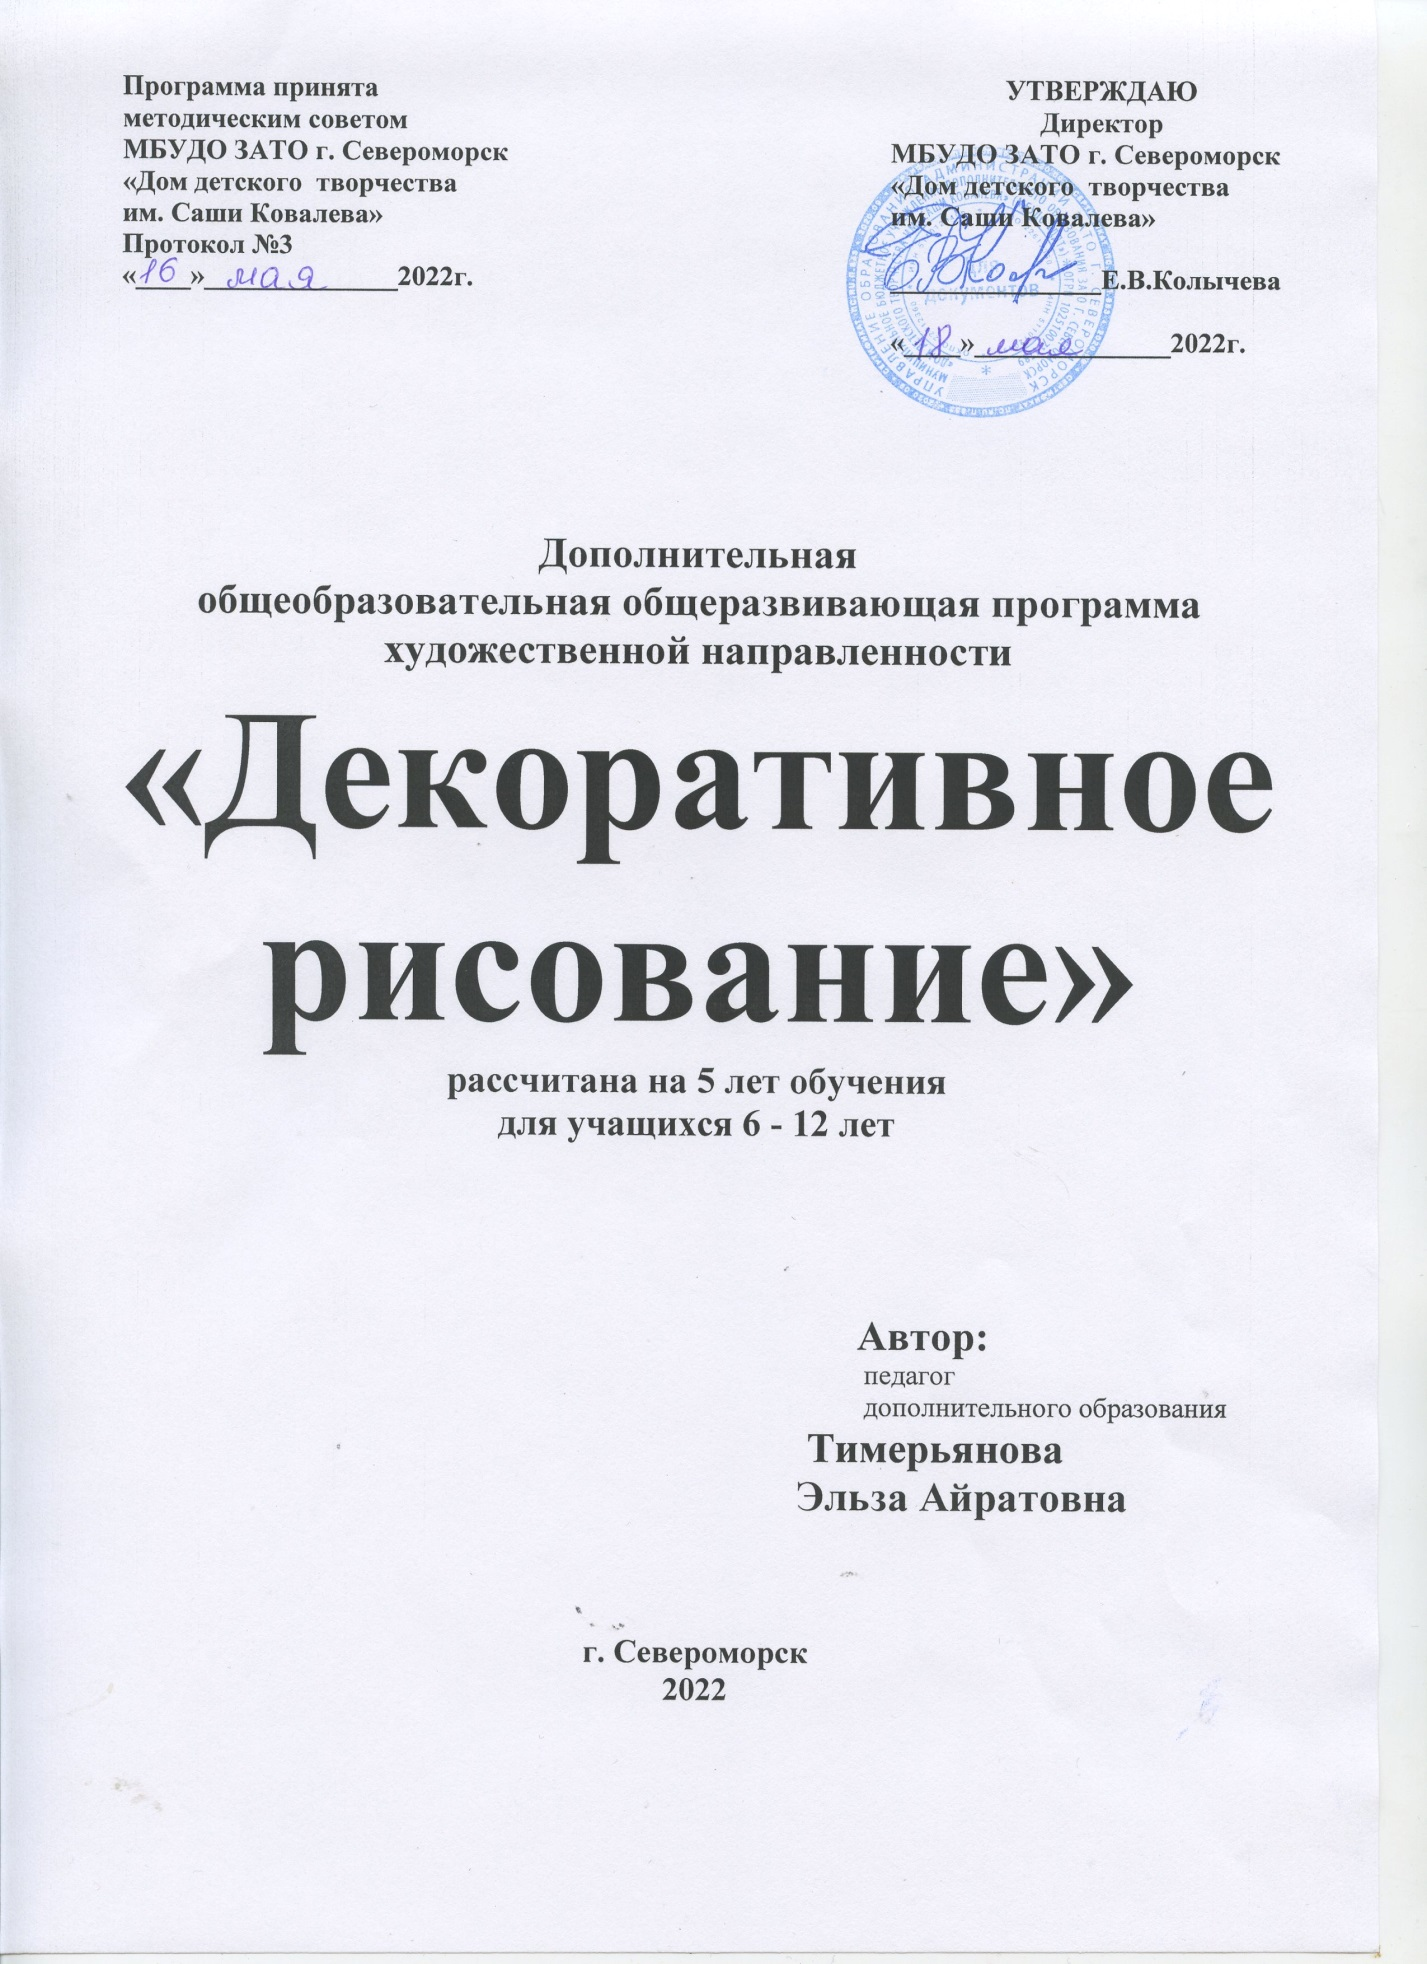 Программа принята
методическим советом
МБУДО ЗАТО г. Североморск
«Дом детского творчества
им. Саши Ковалева»
Протокол №3
«16» мая 2022г.
УТВЕРЖДАЮ
Директор
МБУДО ЗАТО г. Североморск
«Дом детского творчества
им. Саши Ковалева»
Е.В.Колычева
документов
«18» мая 2022г.
Дополнительная
общеобразовательная общеразвивающая программа
художественной направленности
«Декоративное
рисование»
рассчитана на 5 лет обучения
для учащихся 6 - 12 лет
Автор:
педагог
дополнительного образования
Тимерьянова
Эльза Айратовна
г. Североморск
2022